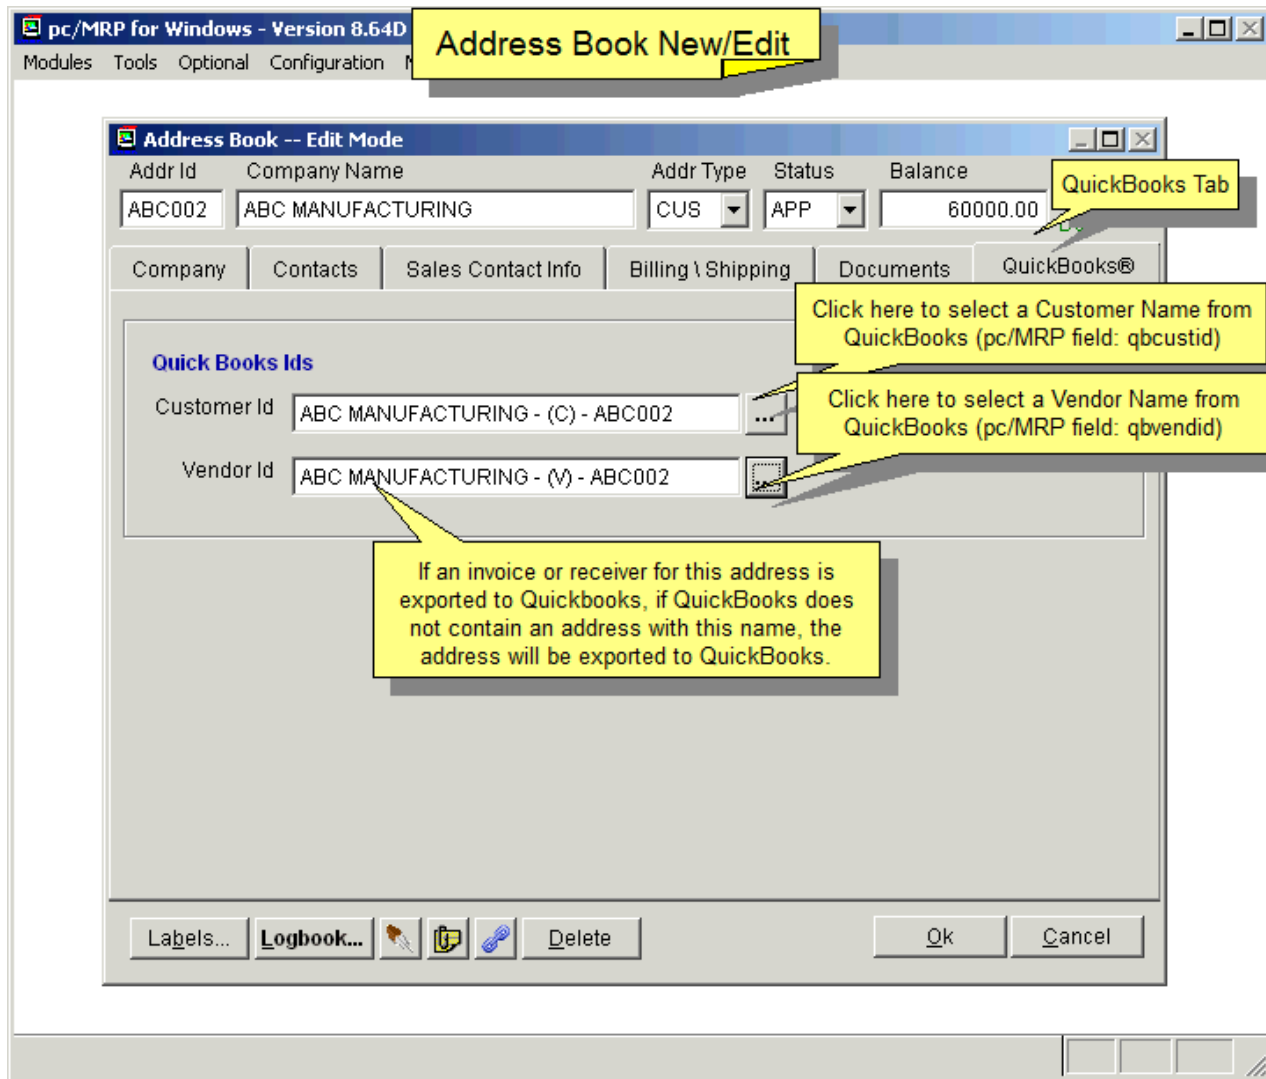 pc/MRP for Windows - Version 8.64D
Address Book New/Edit
Modules Tools Optional Configuration
Address Book -- Edit Mode
Addr Id Company Name Addr Type Status Balance
QuickBooks Tab
ABC002 ABC MANUFACTURING CUS APP 60000.00
Company Contacts Sales Contact Info Billing \ Shipping Documents QuickBooks®
Click here to select a Customer Name from
QuickBooks (pc/MRP field: qbcustid)
Quick Books Ids
Customer Id ABC MANUFACTURING - (C) - ABC002 ...
Click here to select a Vendor Name from
QuickBooks (pc/MRP field: qbvendid)
Vendor Id ABC MANUFACTURING - (V) - ABC002 ...
If an invoice or receiver for this address is
exported to Quickbooks, if QuickBooks does
not contain an address with this name, the
address will be exported to QuickBooks.
Labels... Logbook... Delete Ok Cancel